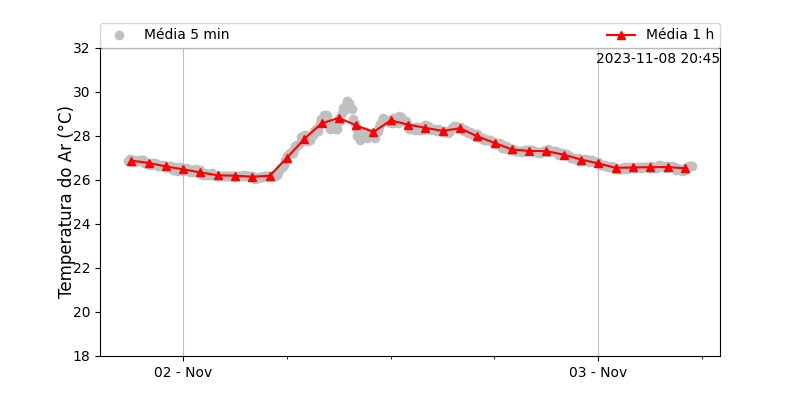 Média 5 min
Média 1 h
2023-11-08 20:45
Temperatura do Ar (°C)
32
30
28
26
24
22
20
18
02 - Nov
03 - Nov